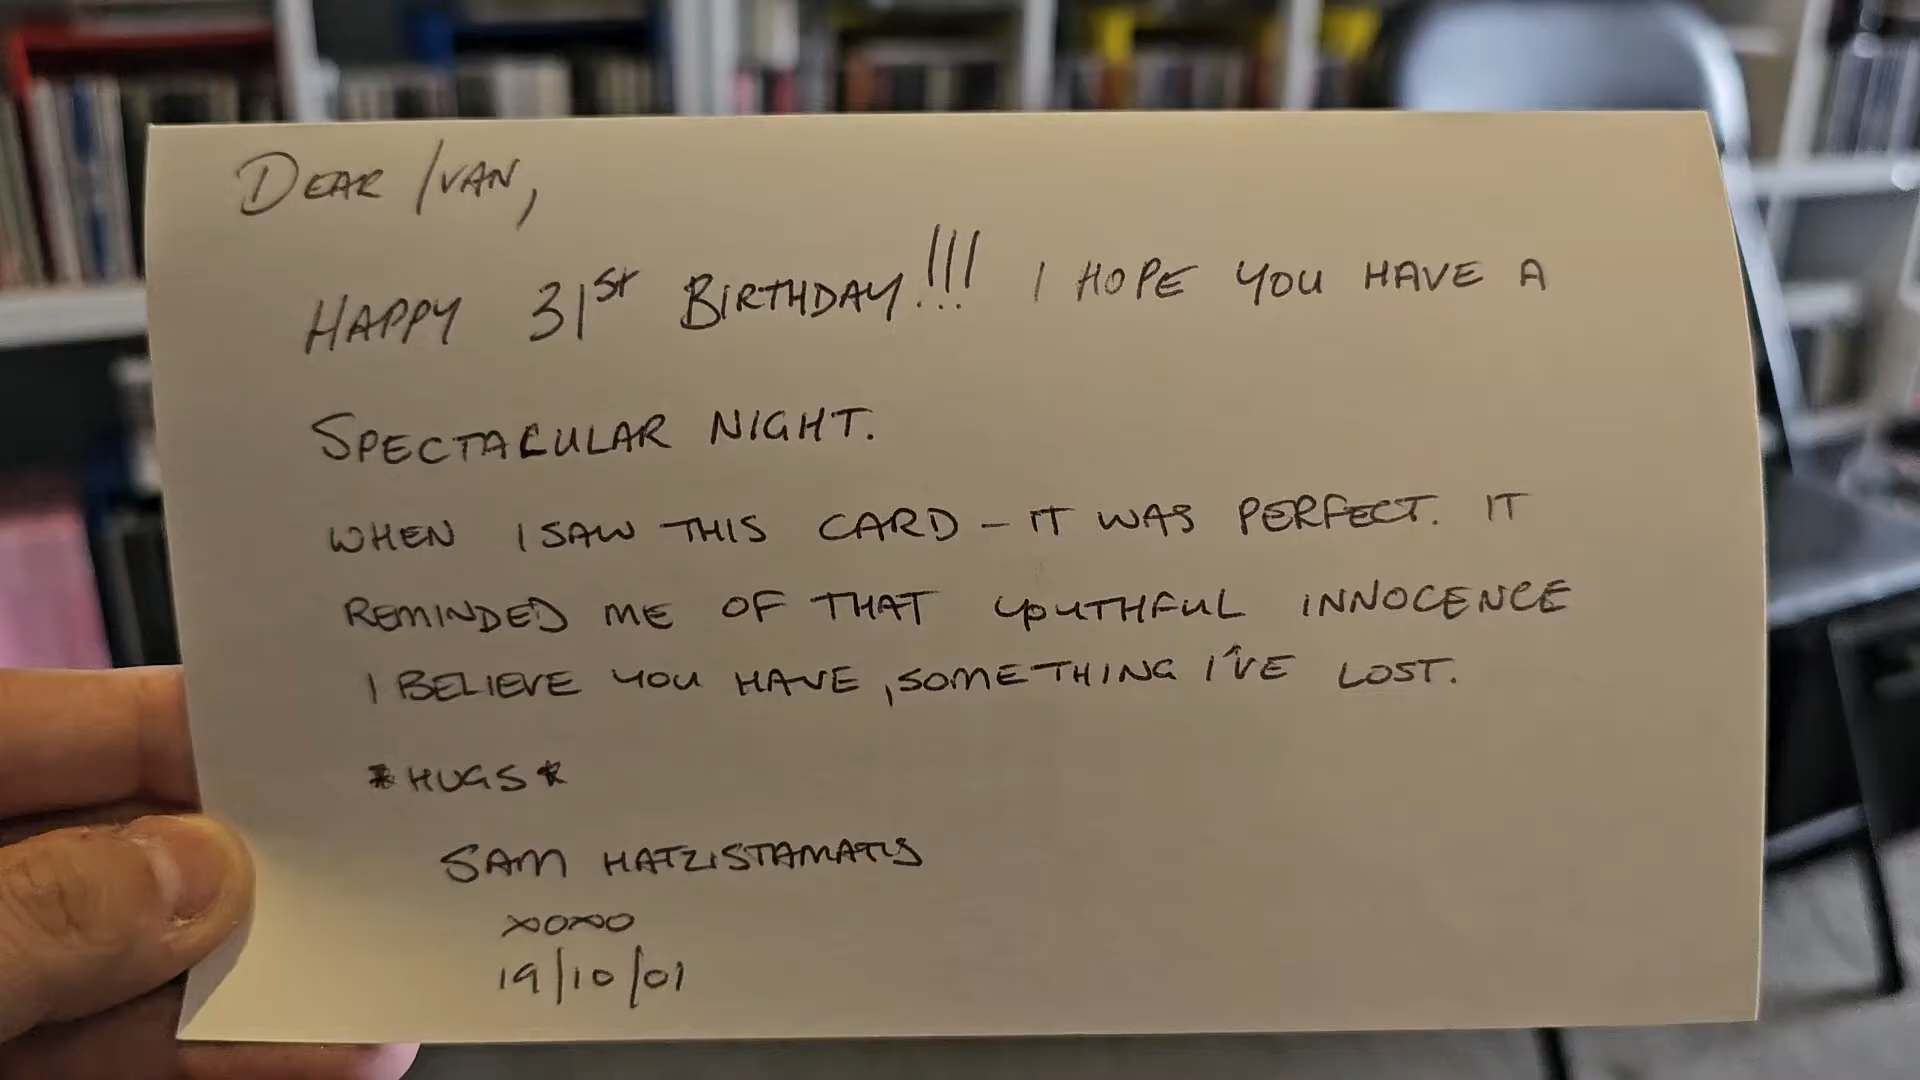 DEAR IVAN,
HAPPY 31st BIRTHDAY!!! I HOPE YOU HAVE A
SPECTACULAR NIGHT.
WHEN I SAW THIS CARD – IT WAS PERFECT. IT
REMINDED ME OF THAT YOUTHFUL INNOCENCE
I BELIEVE YOU HAVE, SOMETHING I'VE LOST.
*HUGS*
SAM HATZISTAMATIS
XOXO
19/10/01